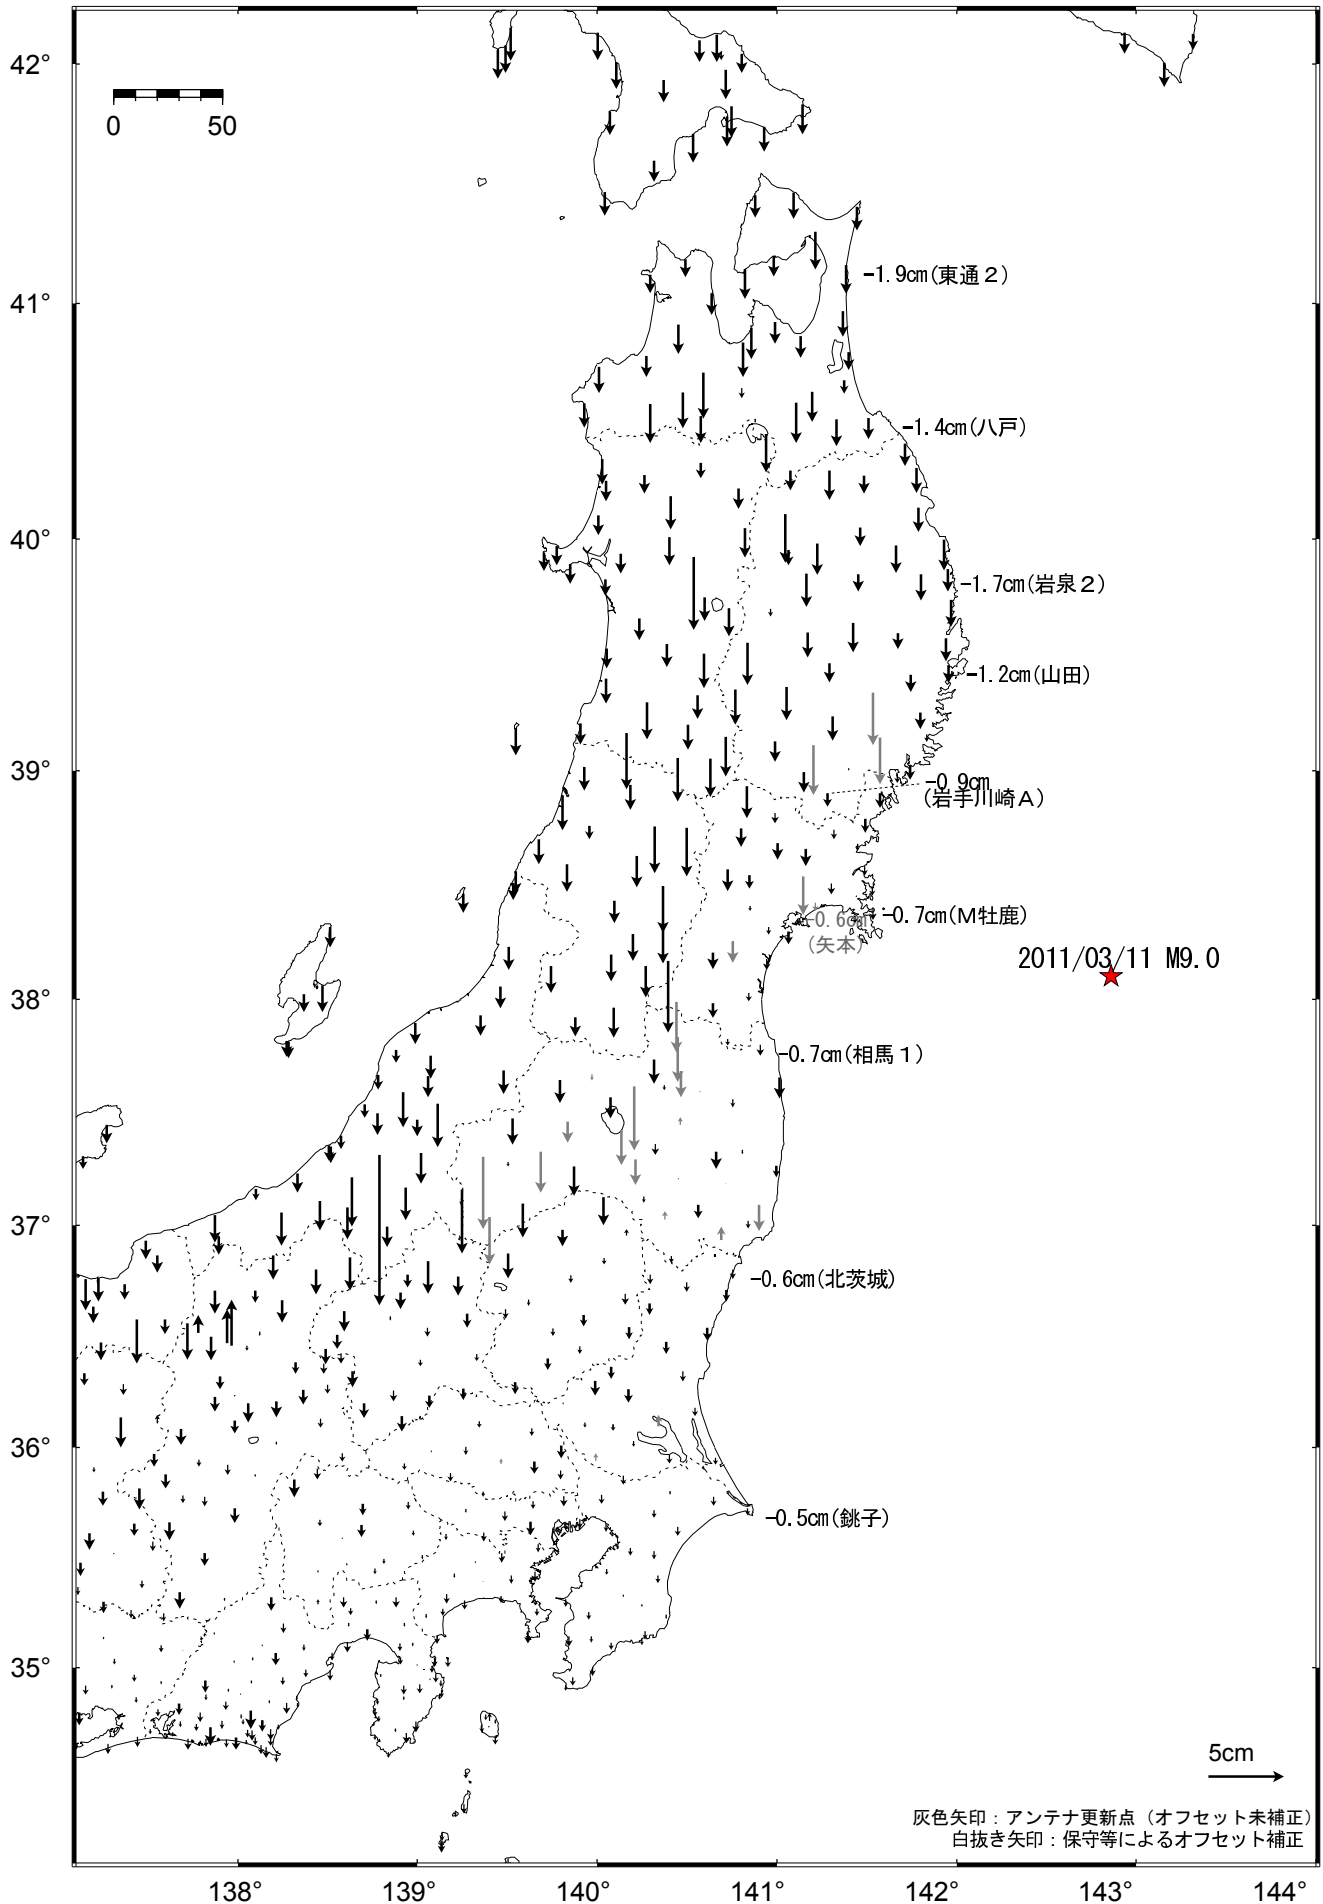 42°
0 50
41°
-1.9cm(東通２)
-1.4cm(八戸)
40°
-1.7cm(岩泉２)
-1.2cm(山田)
39°
-0.9cm
(岩手川崎Ａ)
-0.7cm(Ｍ牡鹿)
-0.6cm
(矢本)
2011/03/11 M9.0
38°
-0.7cm(相馬１)
37°
-0.6cm(北茨城)
36°
-0.5cm(銚子)
35°
5cm
灰色矢印：アンテナ更新点（オフセット未補正）
白抜き矢印：保守等によるオフセット補正
138° 139° 140° 141° 142° 143° 144°